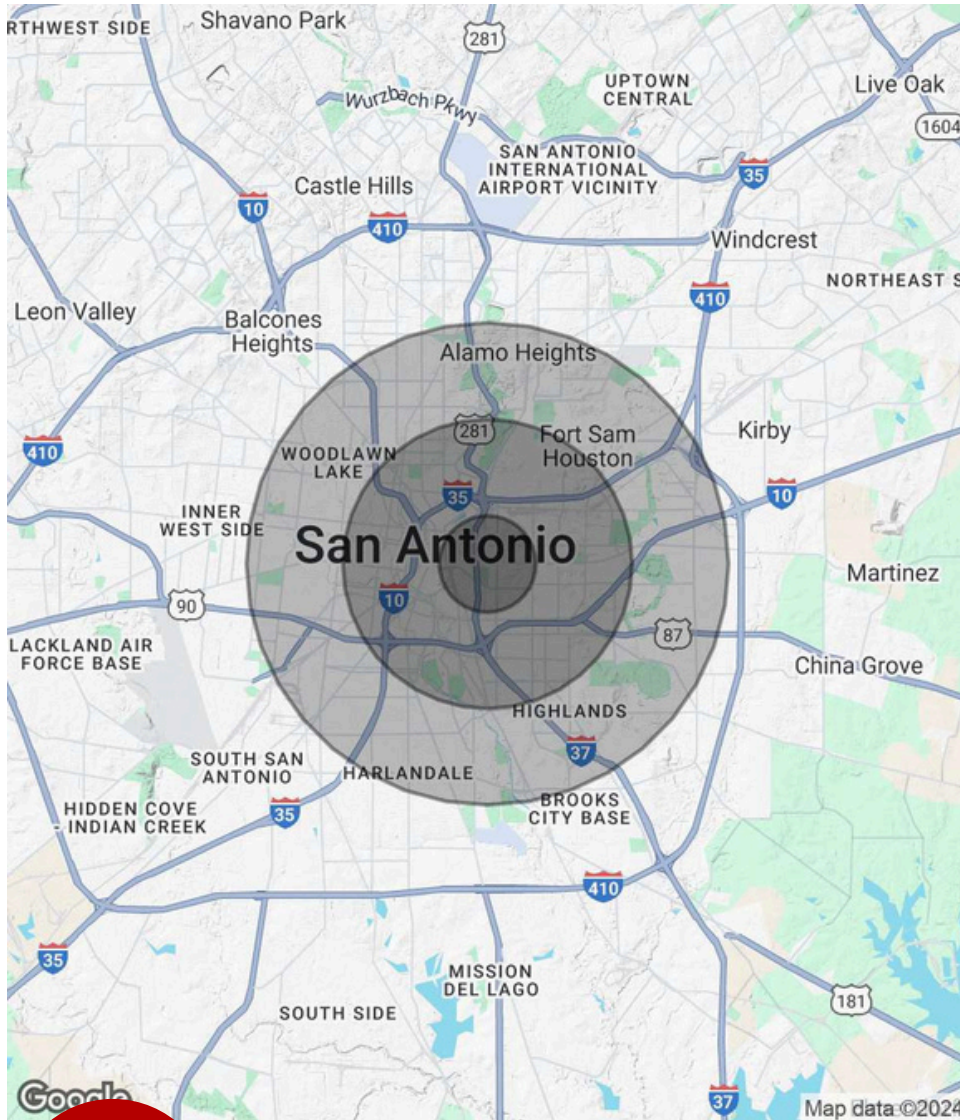 RTHWEST SIDE
Shavano Park
281
UPTOWN
CENTRAL
Live Oak
Wurzbach Pkwy
1604
SAN ANTONIO
INTERNATIONAL
AIRPORT VICINITY
35
Castle Hills
10
410
Windcrest
NORTHEAST S
410
Leon Valley
Balcones
Heights
Alamo Heights
281
Fort Sam
Houston
Kirby
410
WOODLAWN
LAKE
35
10
INNER
WEST SIDE
San Antonio
Martinez
10
90
87
LACKLAND AIR
FORCE BASE
China Grove
HIGHLANDS
37
SOUTH SAN
ANTONIO
HARLANDALE
BROOKS
CITY BASE
HIDDEN COVE
- INDIAN CREEK
35
410
35
MISSION
DEL LAGO
181
SOUTH SIDE
Google
37
Map data ©2024